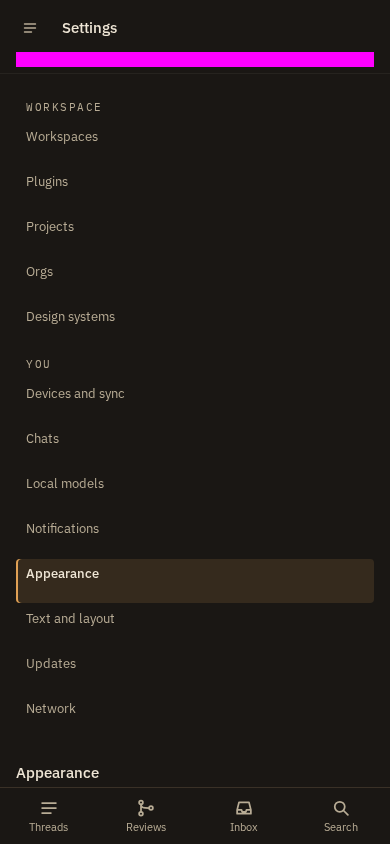 Settings
WORKSPACE
Workspaces
Plugins
Projects
Orgs
Design systems
YOU
Devices and sync
Chats
Local models
Notifications
Appearance
Text and layout
Updates
Network
Appearance
Threads
Reviews
Inbox
Search